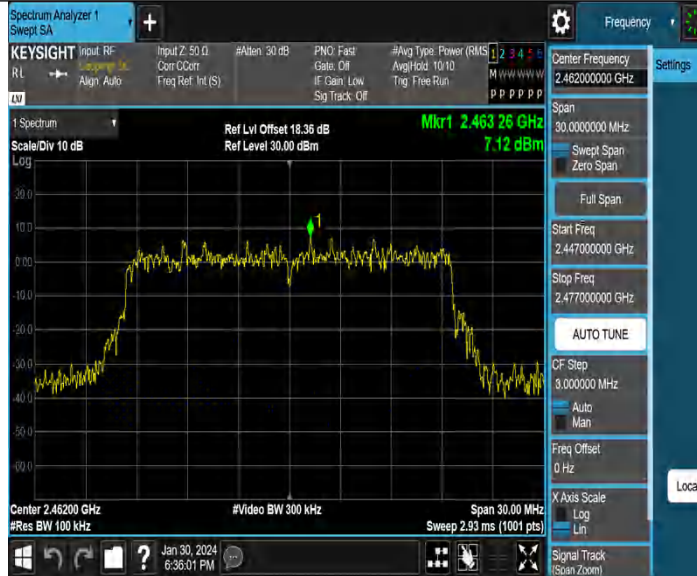 Spectrum Analyzer 1
Swept SA
+
Frequency
KEYSIGHT
RL
Input: RF
Align: Auto
Input Z: 50 Ω
Corr CCorr
Freq Ref: Int (S)
#Atten: 30 dB
PNO: Fast
Gate: Off
IF Gain: Low
Sig Track: Off
#Avg Type: Power (RMS
Avg|Hold: 10/10
Trig: Free Run
1 2 3 4 5 6
M W W W W W
P P P P P P
1 Spectrum
Scale/Div 10 dB
Log
Ref Lvl Offset 18.36 dB
Ref Level 30.00 dBm
Mkr1 2.463 26 GHz
7.12 dBm
20.0
10.0
0.00
-10.0
-20.0
-30.0
-40.0
-50.0
-60.0
1
Center 2.46200 GHz
#Res BW 100 kHz
#Video BW 300 kHz
Span 30.00 MHz
Sweep 2.93 ms (1001 pts)
Center Frequency
2.462000000 GHz
Span
30.0000000 MHz
Swept Span
Zero Span
Full Span
Start Freq
2.447000000 GHz
Stop Freq
2.477000000 GHz
AUTO TUNE
CF Step
3.000000 MHz
Auto
Man
Freq Offset
0 Hz
X Axis Scale
Log
Lin
Signal Track
(Span Zoom)
Settings
Loca
?
Jan 30, 2024
6:36:01 PM